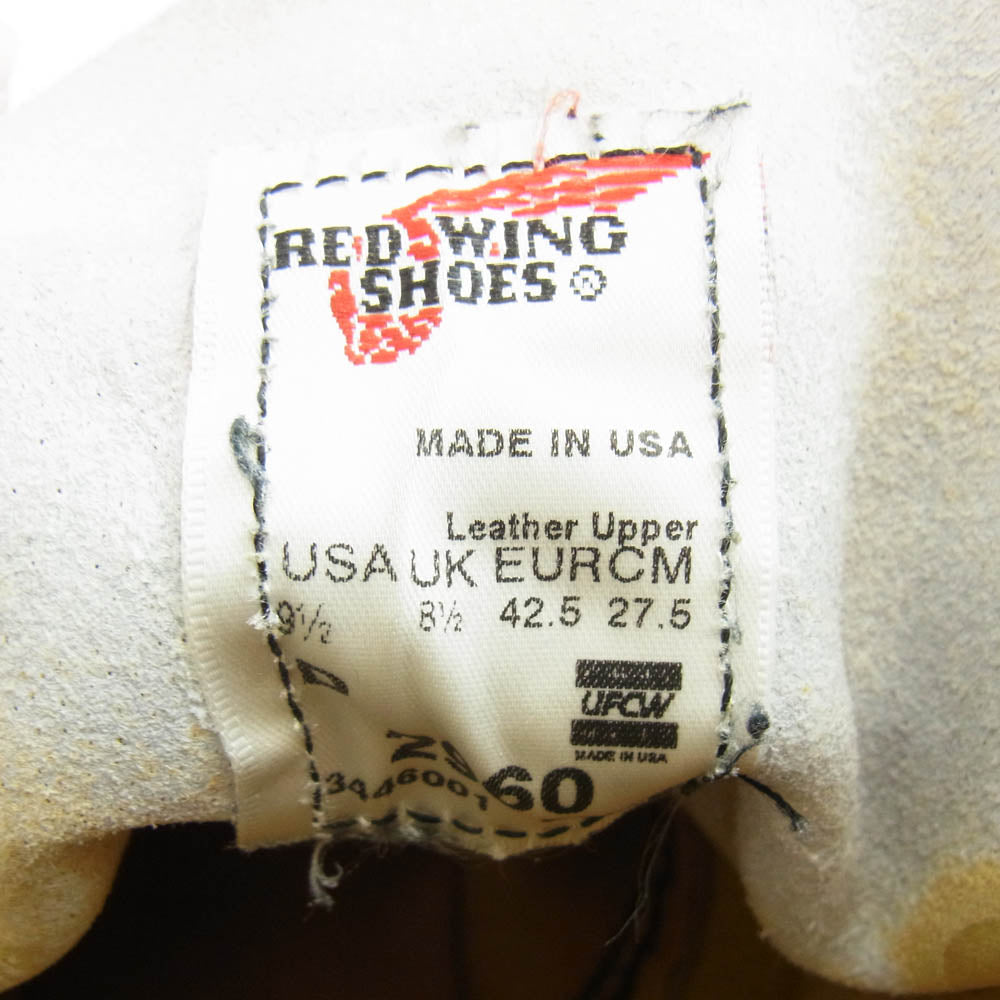 RED WING
SHOES ®
MADE IN USA
Leather Upper
USA UK EUR CM
9½ 8½ 42.5 27.5
D
UFCW
MADE IN USA
60